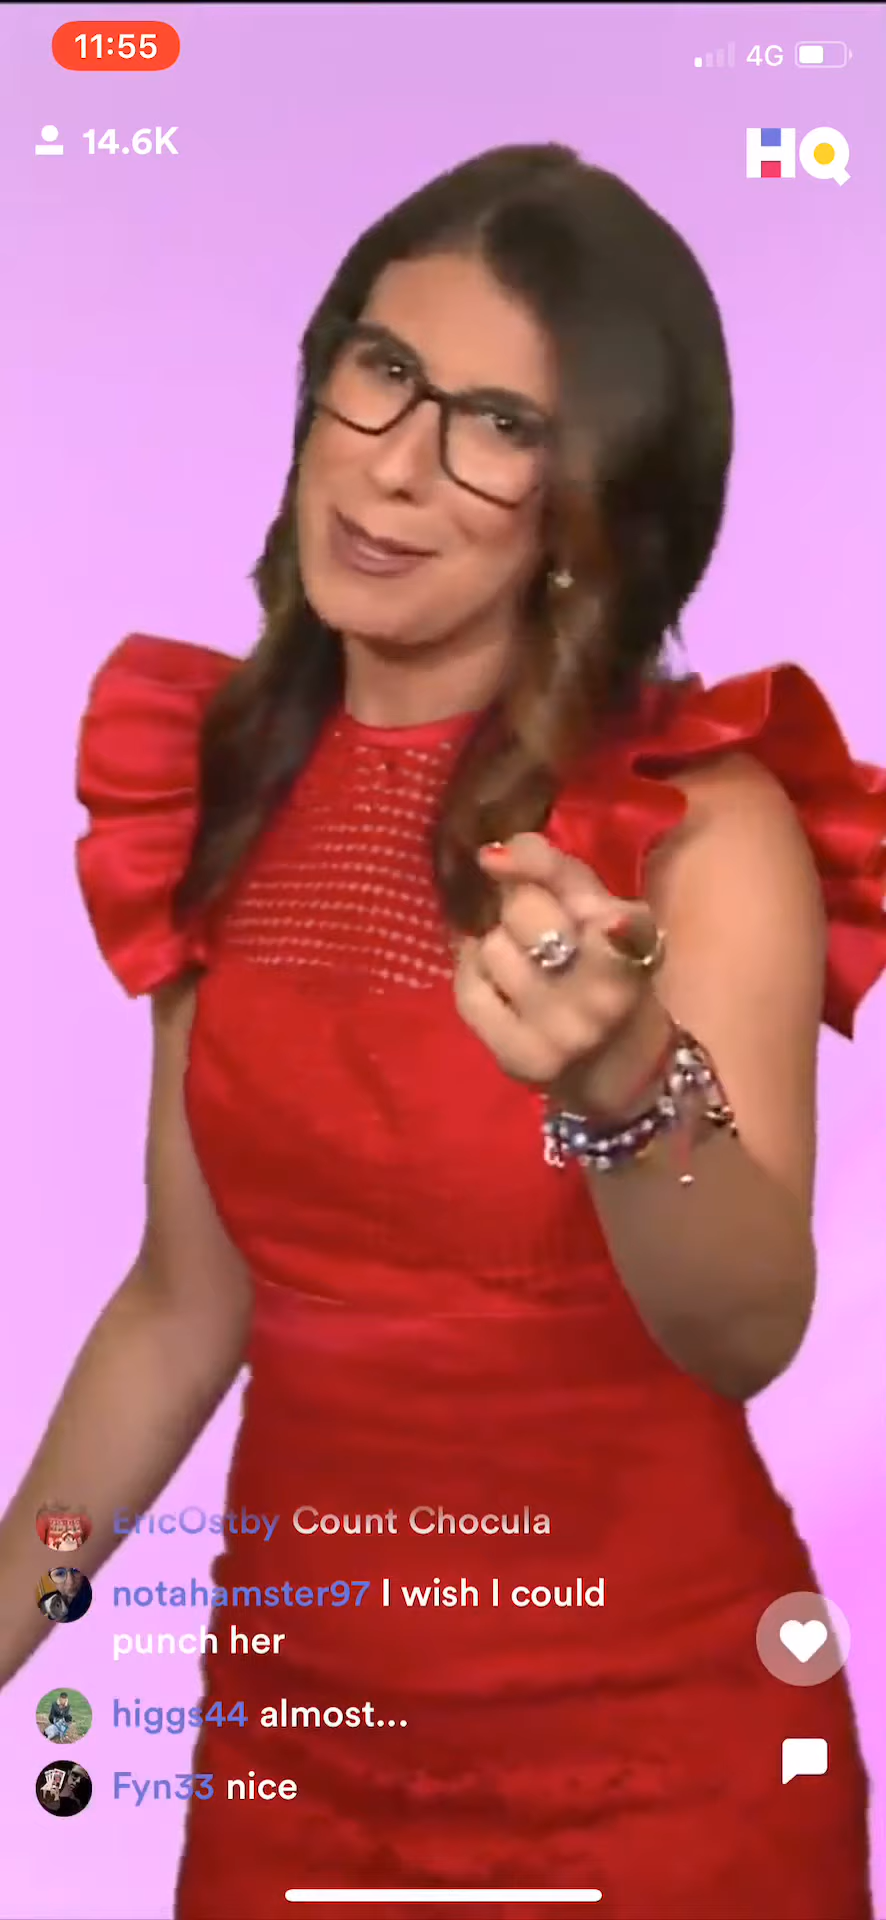 11:55
4G
14.6K
HQ
EricOstby Count Chocula
notahamster97 I wish I could
punch her
higgs44 almost...
Fyn33 nice